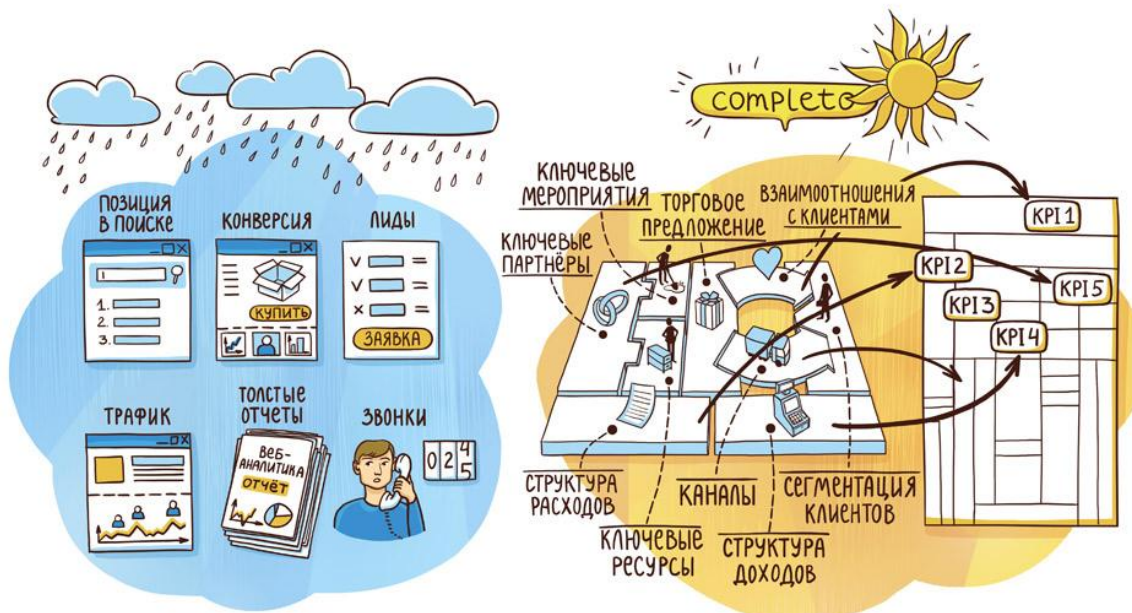 ПОЗИЦИЯ
В ПОИСКЕ
1.
2.
3.
КОНВЕРСИЯ
КУПИТЬ
ЛИДЫ
ЗАЯВКА
ТРАФИК
ТОЛСТЫЕ
ОТЧЕТЫ
ВЕБ-
АНАЛИТИКА
ОТЧЁТ
ЗВОНКИ
0 2 4 5
completo
КЛЮЧЕВЫЕ
МЕРОПРИЯТИЯ
ТОРГОВОЕ
ПРЕДЛОЖЕНИЕ
ВЗАИМООТНОШЕНИЯ
С КЛИЕНТАМИ
КЛЮЧЕВЫЕ
ПАРТНЁРЫ
KPI 1
KPI 2
KPI 5
KPI 3
KPI 4
СТРУКТУРА
РАСХОДОВ
КАНАЛЫ
СЕГМЕНТАЦИЯ
КЛИЕНТОВ
КЛЮЧЕВЫЕ
РЕСУРСЫ
СТРУКТУРА
ДОХОДОВ